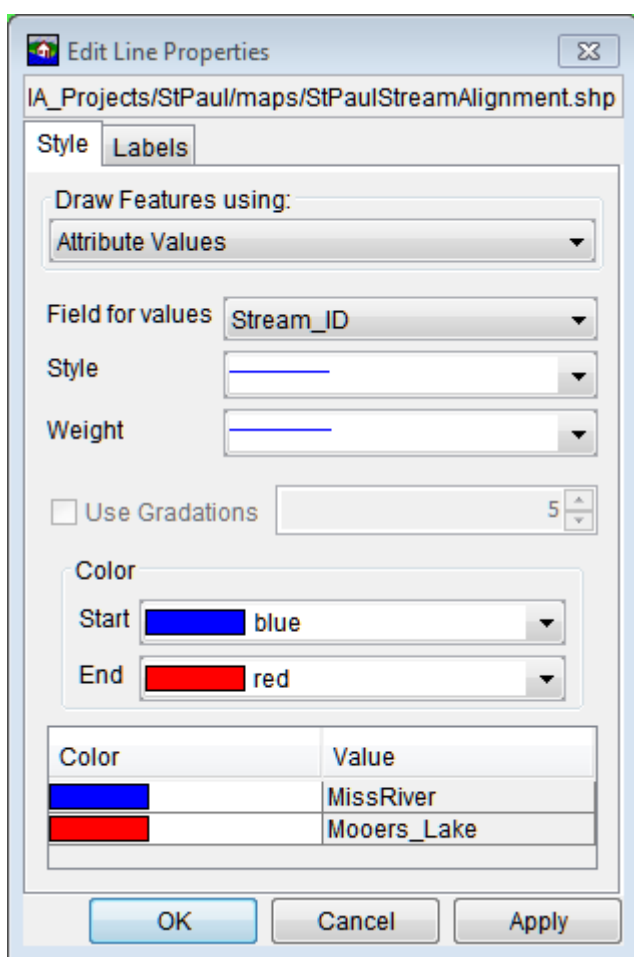 Edit Line Properties
IA_Projects/StPaul/maps/StPaulStreamAlignment.shp
Style Labels
Draw Features using:
Attribute Values
Field for values Stream_ID
Style
Weight
Use Gradations 5
Color
Start blue
End red
Color Value
MissRiver
Mooers_Lake
OK Cancel Apply